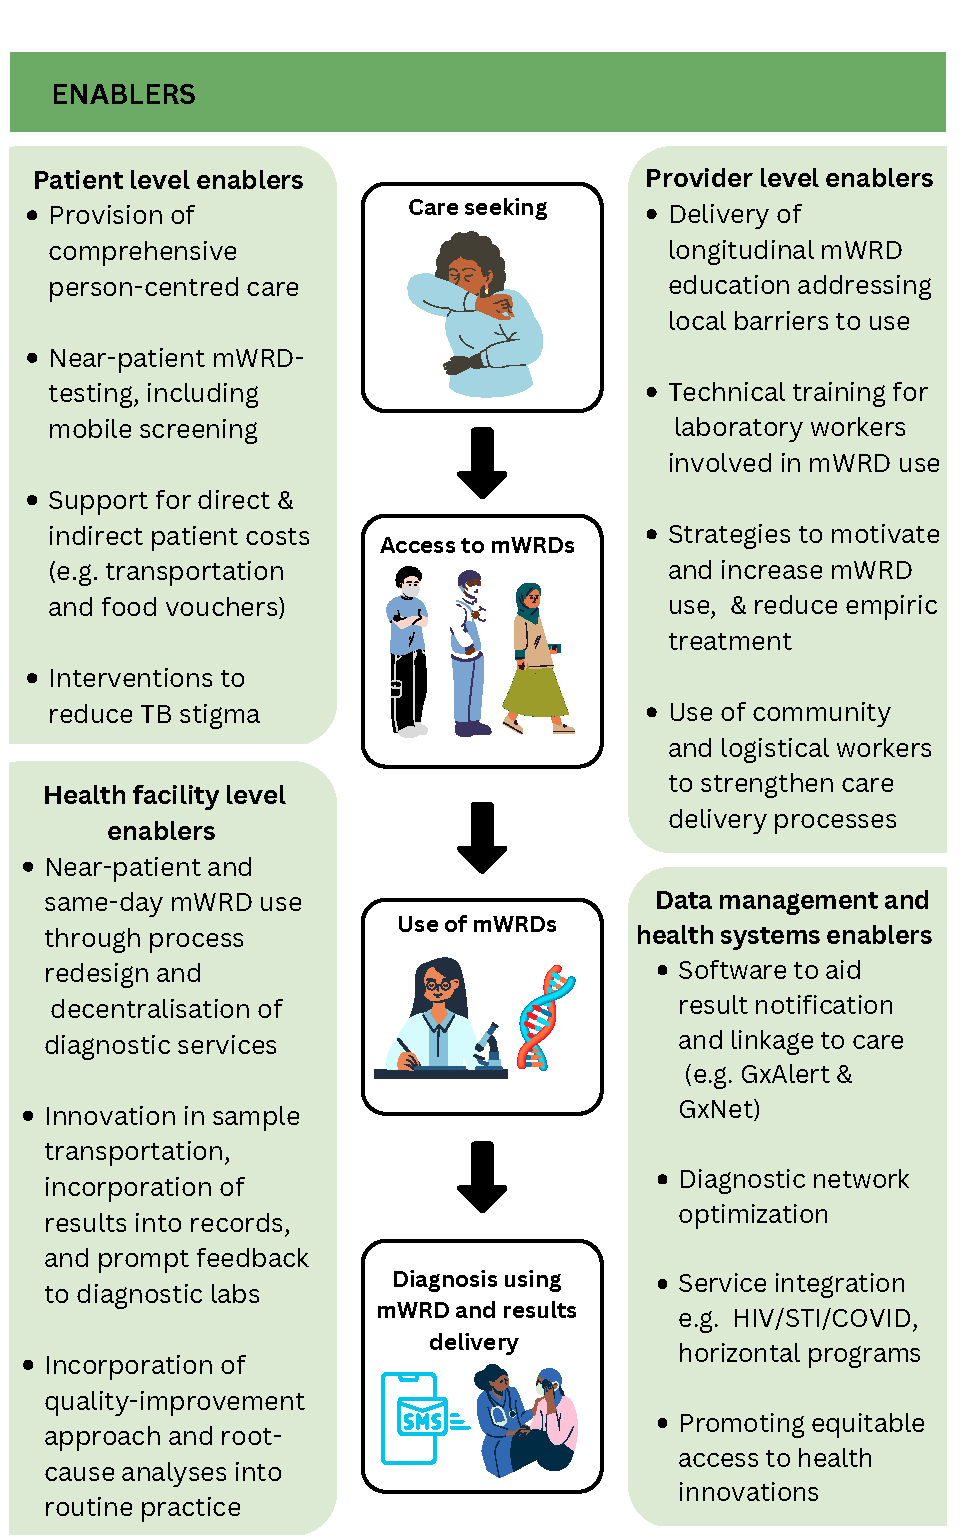 ENABLERS
Patient level enablers
• Provision of
comprehensive
person-centred care
• Near-patient mWRD-
testing, including
mobile screening
• Support for direct &
indirect patient costs
(e.g. transportation
and food vouchers)
• Interventions to
reduce TB stigma
Health facility level
enablers
• Near-patient and
same-day mWRD use
through process
redesign and
decentralisation of
diagnostic services
• Innovation in sample
transportation,
incorporation of
results into records,
and prompt feedback
to diagnostic labs
• Incorporation of
quality-improvement
approach and root-
cause analyses into
routine practice
Care seeking
Access to mWRDs
Use of mWRDs
Diagnosis using
mWRD and results
delivery
SMS
Provider level enablers
• Delivery of
longitudinal mWRD
education addressing
local barriers to use
• Technical training for
laboratory workers
involved in mWRD use
• Strategies to motivate
and increase mWRD
use, & reduce empiric
treatment
• Use of community
and logistical workers
to strengthen care
delivery processes
Data management and
health systems enablers
• Software to aid
result notification
and linkage to care
(e.g. GxAlert &
GxNet)
• Diagnostic network
optimization
• Service integration
e.g. HIV/STI/COVID,
horizontal programs
• Promoting equitable
access to health
innovations